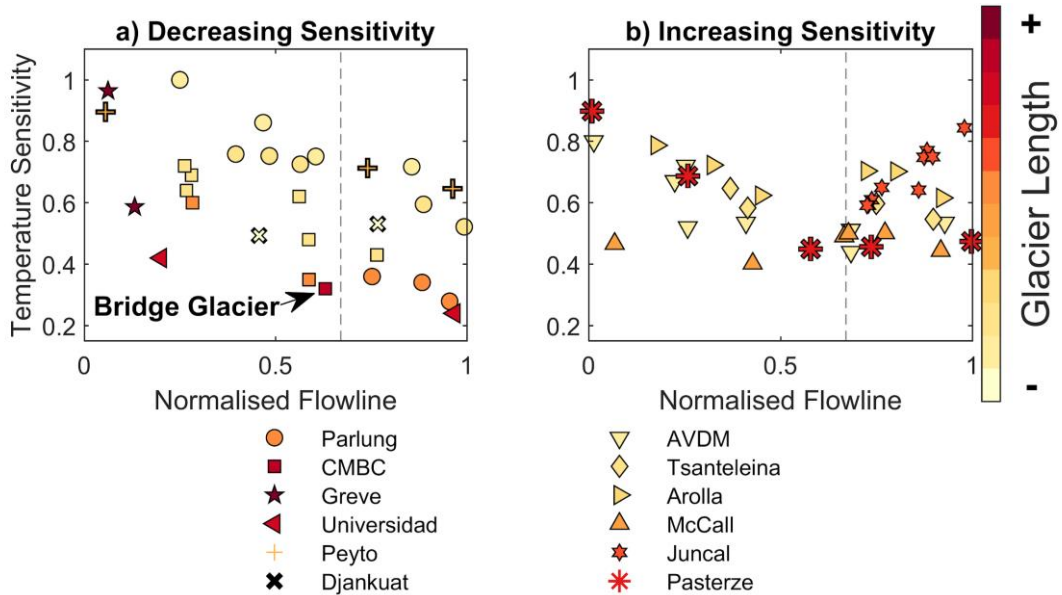 a) Decreasing Sensitivity
b) Increasing Sensitivity
Temperature Sensitivity
1
0.8
0.6
0.4
0.2
Bridge Glacier
0
0.5
1
Normalised Flowline
1
0.8
0.6
0.4
0.2
0
0.5
1
Normalised Flowline
+
Glacier Length
-
Parlung
CMBC
Greve
Universidad
Peyto
Djankuat
AVDM
Tsanteleina
Arolla
McCall
Juncal
Pasterze